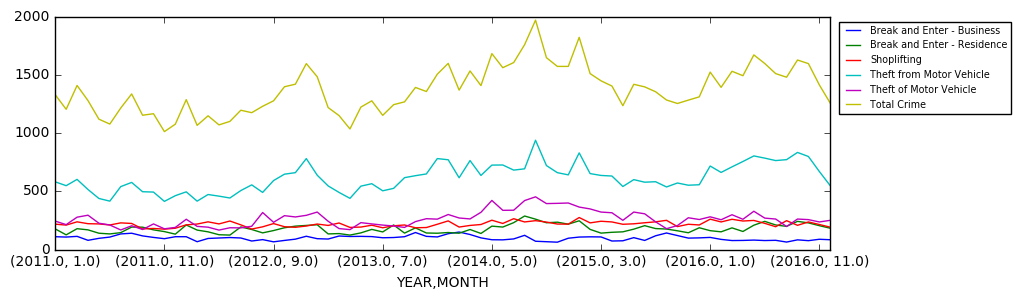 2000
1500
1000
500
0
(2011.0, 1.0)
(2011.0, 11.0)
(2012.0, 9.0)
(2013.0, 7.0)
(2014.0, 5.0)
(2015.0, 3.0)
(2016.0, 1.0)
(2016.0, 11.0)
YEAR,MONTH
Break and Enter - Business
Break and Enter - Residence
Shoplifting
Theft from Motor Vehicle
Theft of Motor Vehicle
Total Crime